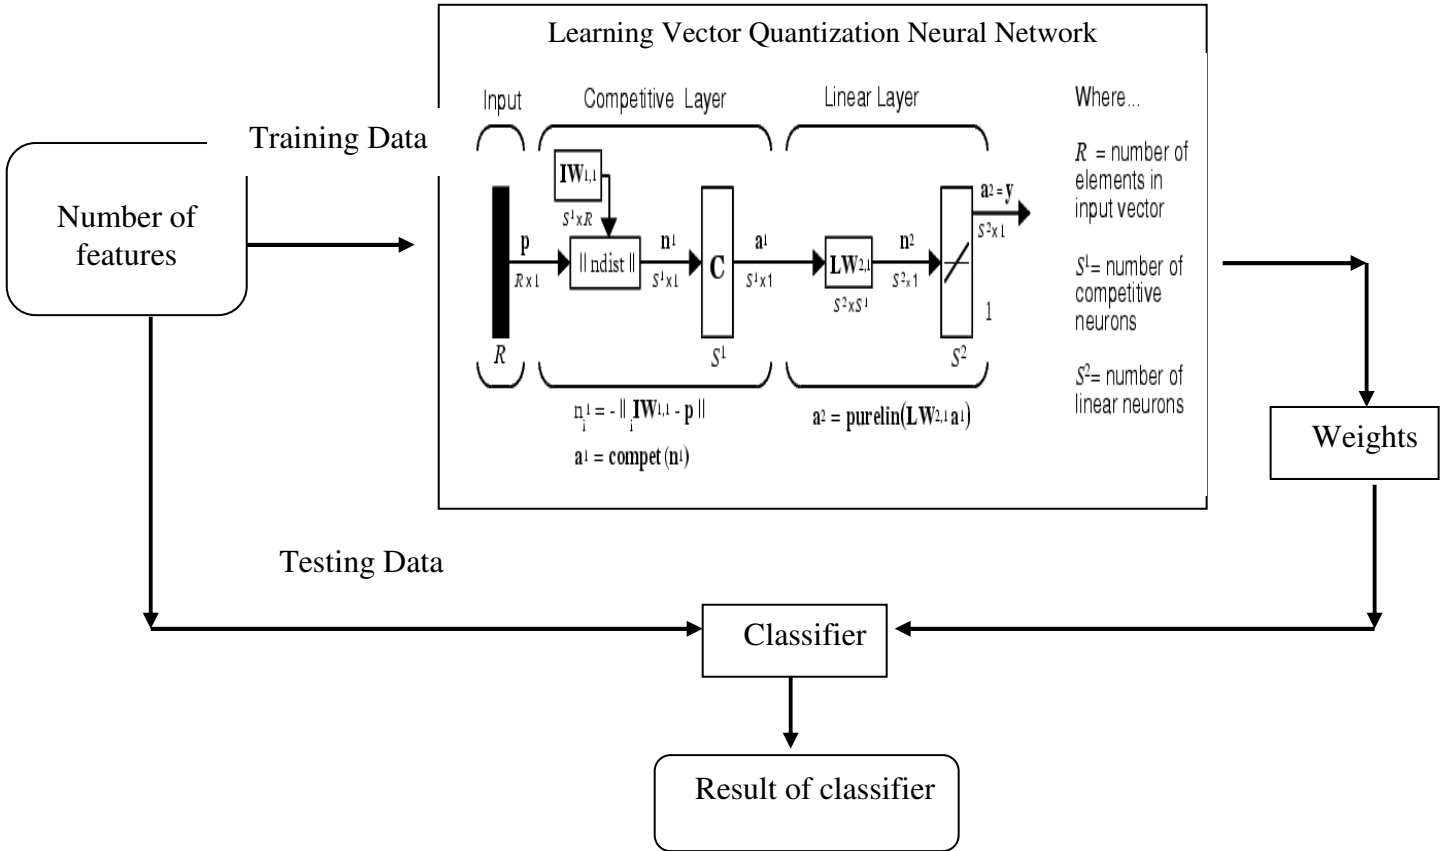 Learning Vector Quantization Neural Network
Input
Competitive Layer
Linear Layer
Where...
Training Data
Number of
features
IW1,1
S1xR
p
Rx1
|| ndist ||
n1
S1x1
C
a1
S1x1
LW2,1
S2xS1
n2
S2x1
a2 = y
S2x1
1
R
S1
S2
R = number of
elements in
input vector
S1= number of
competitive
neurons
S2= number of
linear neurons
ni1 = - || iIW1,1 - p ||
a1 = compet (n1)
a2 = purelin(LW2,1 a1)
Weights
Testing Data
Classifier
Result of classifier